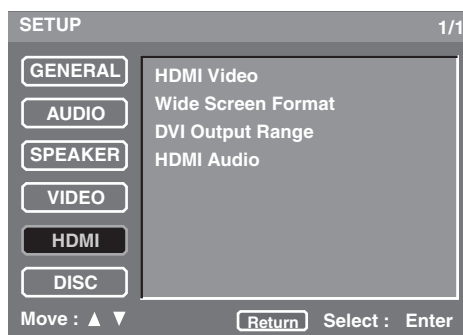 SETUP 1/1
GENERAL
AUDIO
SPEAKER
VIDEO
HDMI
DISC
HDMI Video
Wide Screen Format
DVI Output Range
HDMI Audio
Move : ▲ ▼ Return Select : Enter